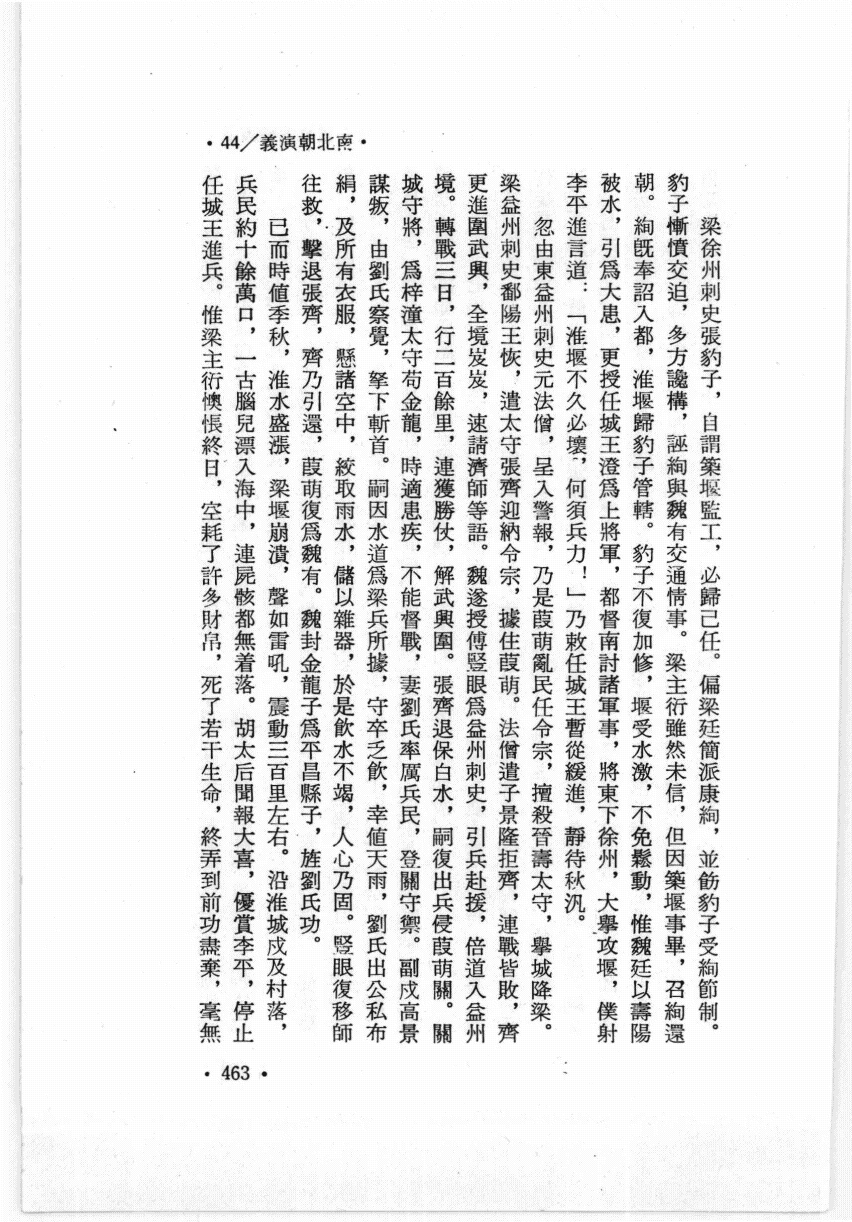 ・44／義演朝北南・
梁徐州刺史張豹子，自謂築堰監工，必歸己任。偏梁廷簡派康絢，並飭豹子受絢節制。
豹子慚憤交迫，多方讒構，誣絢與魏有交通情事。梁主衍雖然未信，但因築堰事畢，召絢還
朝。絢旣奉詔入都，淮堰歸豹子管轄。豹子不復加修，堰受水激，不免鬆動，惟魏廷以壽陽
被水，引爲大患，更授任城王澄爲上將軍，都督南討諸軍事，將東下徐州，大擧攻堰，僕射
李平進言道：「淮堰不久必壞，何須兵力！」乃敕任城王暫從緩進，靜待秋汛。
忽由東益州刺史元法僧，呈入警報，乃是葭萌亂民任令宗，擅殺晉壽太守，擧城降梁。
梁益州刺史鄱陽王恢，遣太守張齊迎納令宗，據住葭萌。法僧遣子景隆拒齊，連戰皆敗，齊
更進圍武興，全境岌岌，速請濟師等語。魏遂授傅豎眼爲益州刺史，引兵赴援，倍道入益州
境。轉戰三日，行二百餘里，連獲勝仗，解武興圍。張齊退保白水，嗣復出兵侵葭萌關。關
城守將，爲梓潼太守苟金龍，時適患疾，不能督戰，妻劉氏率厲兵民，登關守禦。副戍高景
謀叛，由劉氏察覺，拏下斬首。嗣因水道爲梁兵所據，守卒乏飲，幸値天雨，劉氏出公私布
絹，及所有衣服，懸諸空中，絞取雨水，儲以雜器，於是飲水不竭，人心乃固。豎眼復移師
往救，擊退張齊，齊乃引還，葭萌復爲魏有。魏封金龍子爲平昌縣子，旌劉氏功。
已而時値季秋，淮水盛漲，梁堰崩潰，聲如雷吼，震動三百里左右。沿淮城戍及村落，
兵民約十餘萬口，一古腦兒漂入海中，連屍骸都無着落。胡太后聞報大喜，優賞李平，停止
任城王進兵。惟梁主衍懊悵終日，空耗了許多財帛，死了若干生命，終弄到前功盡棄，毫無
・463・